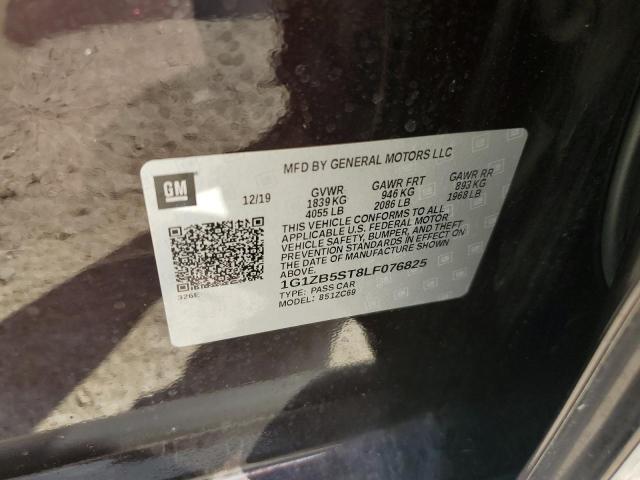 MFD BY GENERAL MOTORS LLC
GM
12/19
GVWR GAWR FRT GAWR RR
1839 KG 946 KG 893 KG
4055 LB 2086 LB 1968 LB
THIS VEHICLE CONFORMS TO ALL
APPLICABLE U.S. FEDERAL MOTOR
VEHICLE SAFETY, BUMPER, AND THEFT
PREVENTION STANDARDS IN EFFECT ON
THE DATE OF MANUFACTURE SHOWN
ABOVE.
1G1ZB5ST8LF076825
TYPE: PASS CAR
MODEL: 851ZC69
326E